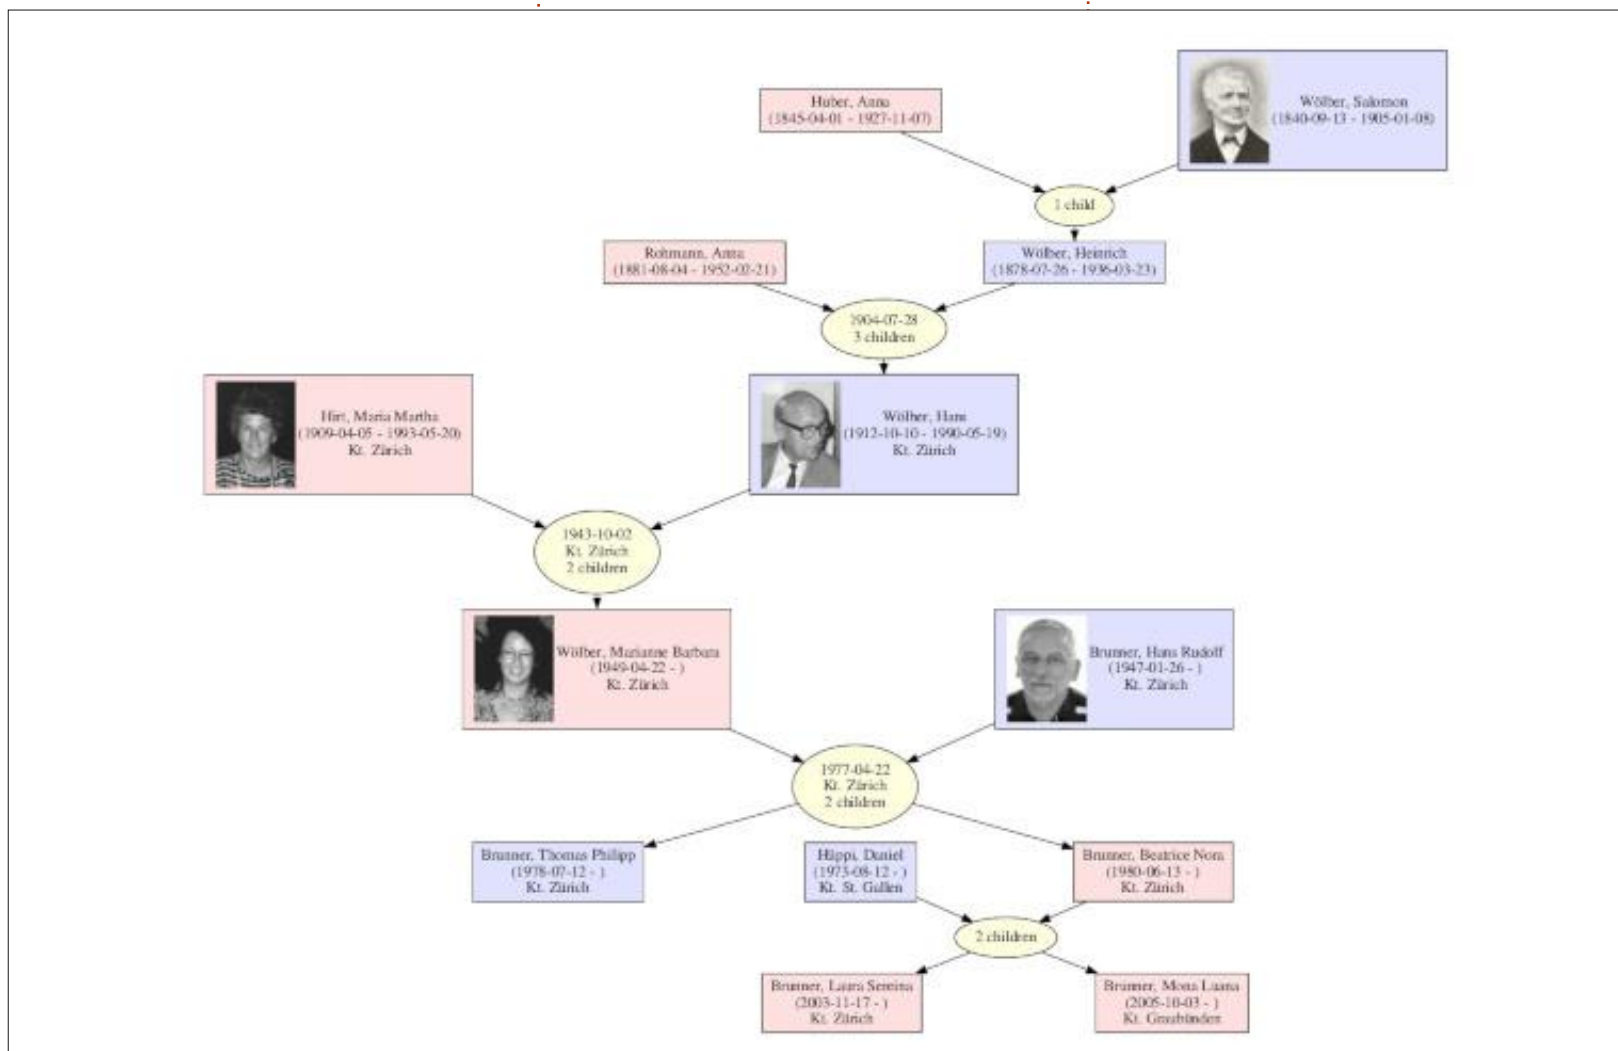 Huber, Anna
(1845-04-01 - 1927-11-07)
Wölber, Salomon
(1840-09-13 - 1905-01-08)
1 child
Rohmann, Anna
(1881-08-04 - 1952-02-21)
Wölber, Heinrich
(1878-07-26 - 1936-03-23)
1904-07-28
3 children
Hirt, Maria Martha
(1909-04-05 - 1993-05-20)
Kt. Zürich
Wölber, Hans
(1912-10-10 - 1990-05-19)
Kt. Zürich
1943-10-02
Kt. Zürich
2 children
Wölber, Marianne Barbara
(1949-04-22 - )
Kt. Zürich
Brunner, Hans Rudolf
(1947-01-26 - )
Kt. Zürich
1977-04-22
Kt. Zürich
2 children
Brunner, Thomas Philipp
(1978-07-12 - )
Kt. Zürich
Häppi, Daniel
(1973-08-12 - )
Kt. St. Gallen
Brunner, Beatrice Nora
(1980-06-13 - )
Kt. Zürich
2 children
Brunner, Laura Sereina
(2003-11-17 - )
Kt. Zürich
Brunner, Mona Luana
(2005-10-03 - )
Kt. Graubünden